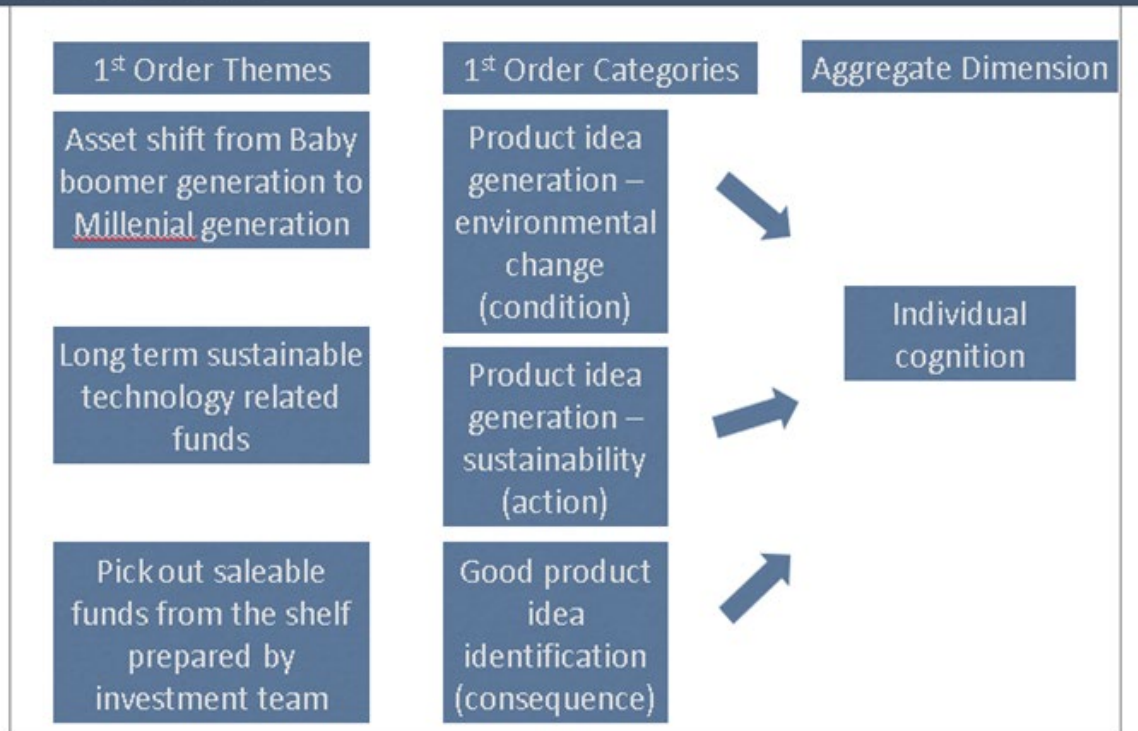 1st Order Themes
1st Order Categories
Aggregate Dimension
Asset shift from Baby
boomer generation to
Millenial generation
Product idea
generation –
environmental
change
(condition)
Individual
cognition
Long term sustainable
technology related
funds
Product idea
generation –
sustainability
(action)
Pick out saleable
funds from the shelf
prepared by
investment team
Good product
idea
identification
(consequence)